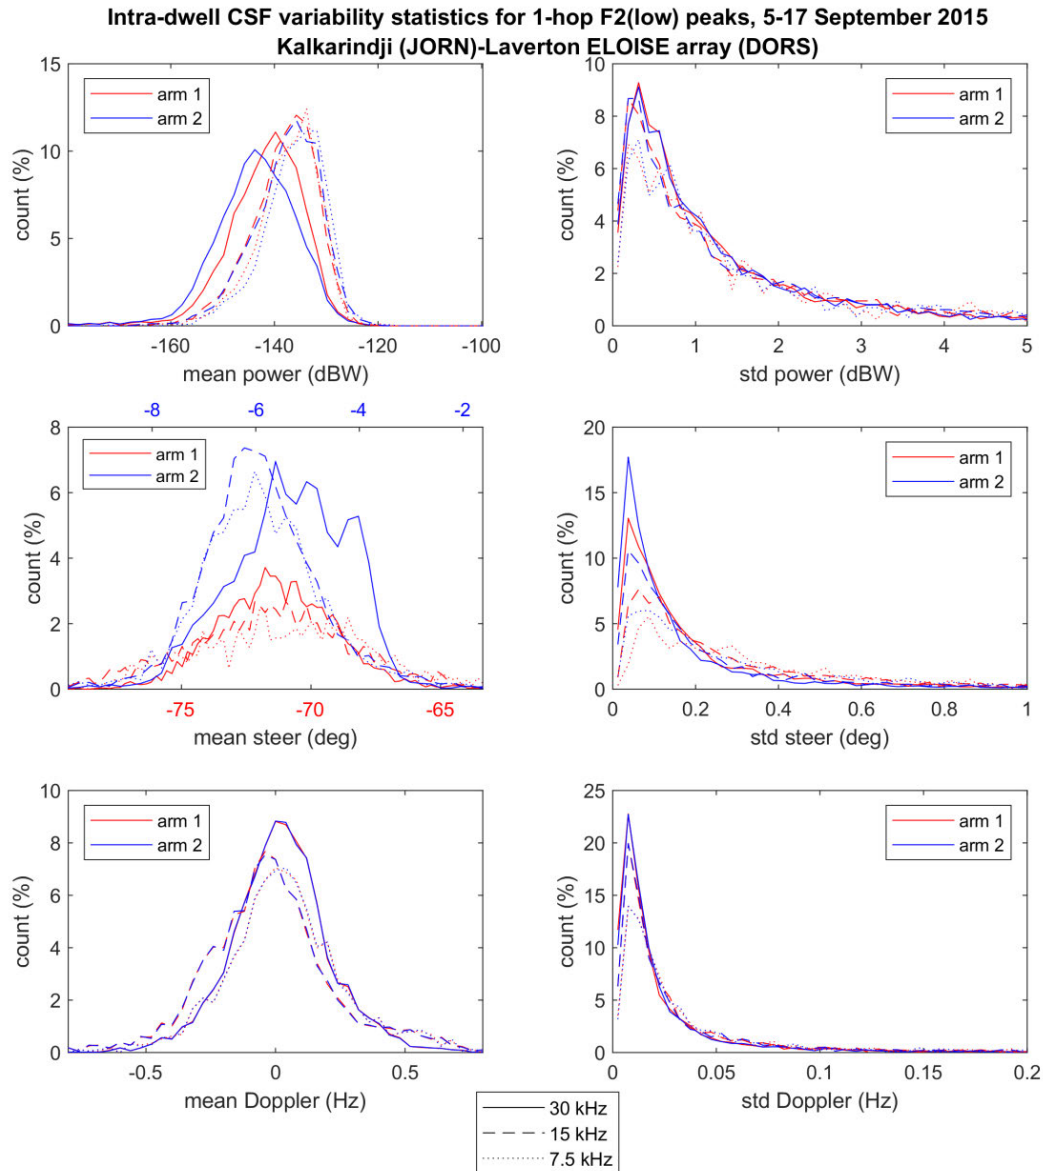 Intra-dwell CSF variability statistics for 1-hop F2(low) peaks, 5-17 September 2015
Kalkarindji (JORN)-Laverton ELOISE array (DORS)
15
10
5
0
count (%)
arm 1
arm 2
-160
-140
-120
-100
mean power (dBW)
10
8
6
4
2
0
count (%)
arm 1
arm 2
0
1
2
3
4
5
std power (dBW)
-8
-6
-4
-2
8
6
4
2
0
count (%)
arm 1
arm 2
-75
-70
-65
mean steer (deg)
20
15
10
5
0
count (%)
arm 1
arm 2
0
0.2
0.4
0.6
0.8
1
std steer (deg)
10
8
6
4
2
0
count (%)
arm 1
arm 2
-0.5
0
0.5
mean Doppler (Hz)
25
20
15
10
5
0
count (%)
arm 1
arm 2
0
0.05
0.1
0.15
0.2
std Doppler (Hz)
30 kHz
15 kHz
7.5 kHz